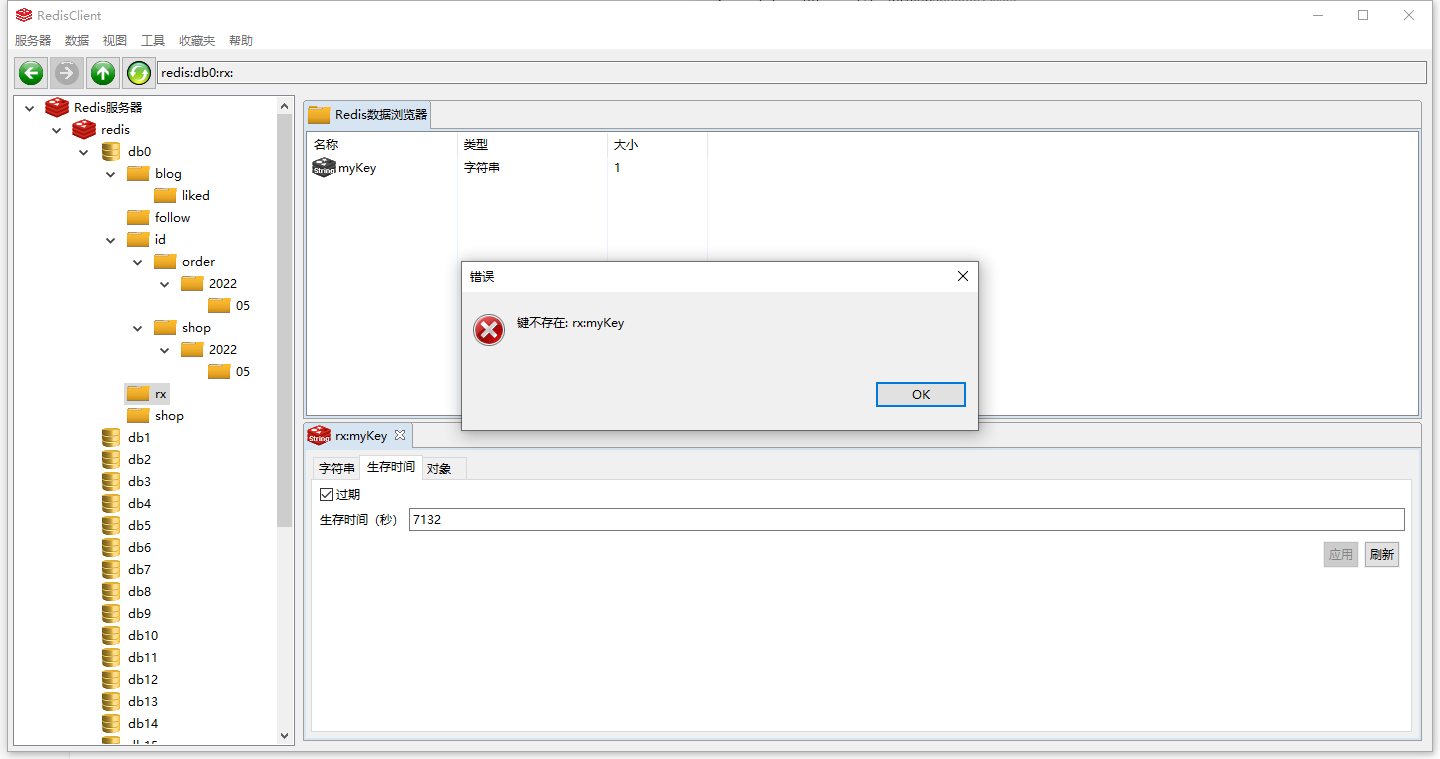 RedisClient
服务器 数据 视图 工具 收藏夹 帮助
redis:db0:rx:
Redis服务器
redis
db0
blog
liked
follow
id
order
2022
05
shop
2022
05
rx
shop
db1
db2
db3
db4
db5
db6
db7
db8
db9
db10
db11
db12
db13
db14
Redis数据浏览器
名称 类型 大小
String myKey 字符串 1
错误
键不存在: rx:myKey
OK
String rx:myKey
字符串 生存时间 对象
过期
生存时间（秒） 7132
应用 刷新